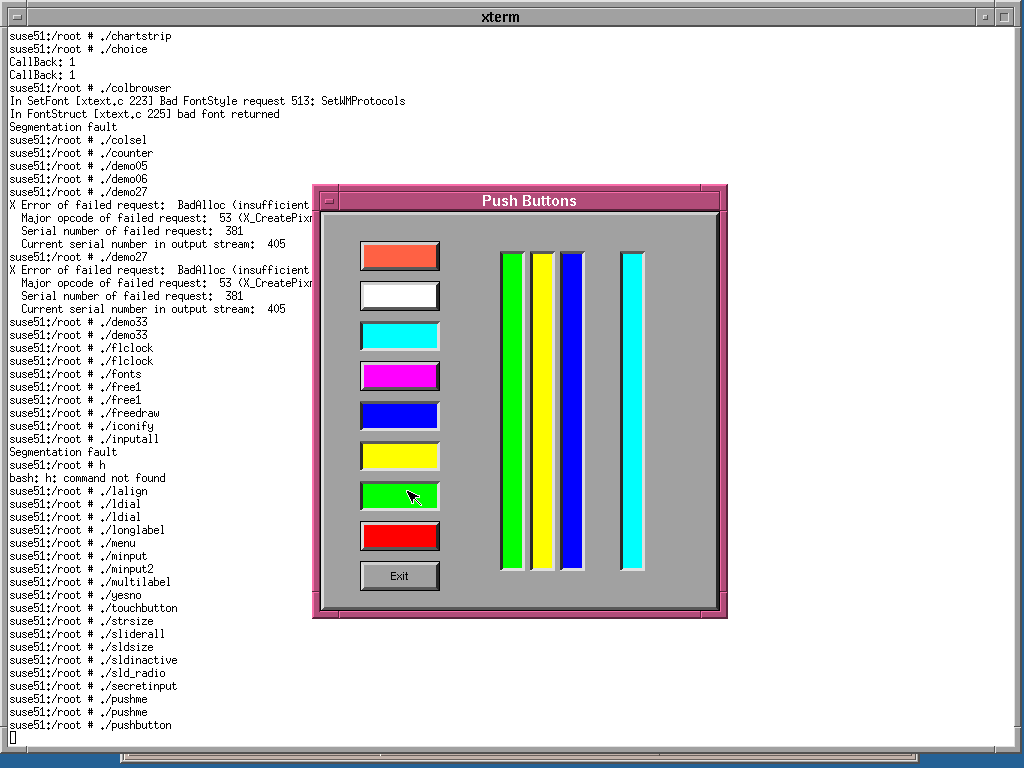 xterm
suse51:/root # ./chartstrip
suse51:/root # ./choice
CallBack: 1
CallBack: 1
suse51:/root # ./colbrowser
In SetFont [xtext.c 223] Bad FontStyle request 513: SetWMProtocols
In FontStruct [xtext.c 225] bad font returned
Segmentation fault
suse51:/root # ./colsel
suse51:/root # ./counter
suse51:/root # ./demo05
suse51:/root # ./demo06
suse51:/root # ./demo27
X Error of failed request:  BadAlloc (insufficient
  Major opcode of failed request:  53 (X_CreatePix
  Serial number of failed request:  381
  Current serial number in output stream:  405
suse51:/root # ./demo27
X Error of failed request:  BadAlloc (insufficient
  Major opcode of failed request:  53 (X_CreatePix
  Serial number of failed request:  381
  Current serial number in output stream:  405
suse51:/root # ./demo33
suse51:/root # ./demo33
suse51:/root # ./flclock
suse51:/root # ./flclock
suse51:/root # ./fonts
suse51:/root # ./free1
suse51:/root # ./free1
suse51:/root # ./freedraw
suse51:/root # ./iconify
suse51:/root # ./inputall
Segmentation fault
suse51:/root # h
bash: h: command not found
suse51:/root # ./lalign
suse51:/root # ./ldial
suse51:/root # ./ldial
suse51:/root # ./longlabel
suse51:/root # ./menu
suse51:/root # ./minput
suse51:/root # ./minput2
suse51:/root # ./multilabel
suse51:/root # ./yesno
suse51:/root # ./touchbutton
suse51:/root # ./strsize
suse51:/root # ./sliderall
suse51:/root # ./sldsize
suse51:/root # ./sldinactive
suse51:/root # ./sld_radio
suse51:/root # ./secretinput
suse51:/root # ./pushme
suse51:/root # ./pushme
suse51:/root # ./pushbutton
Push Buttons
Exit